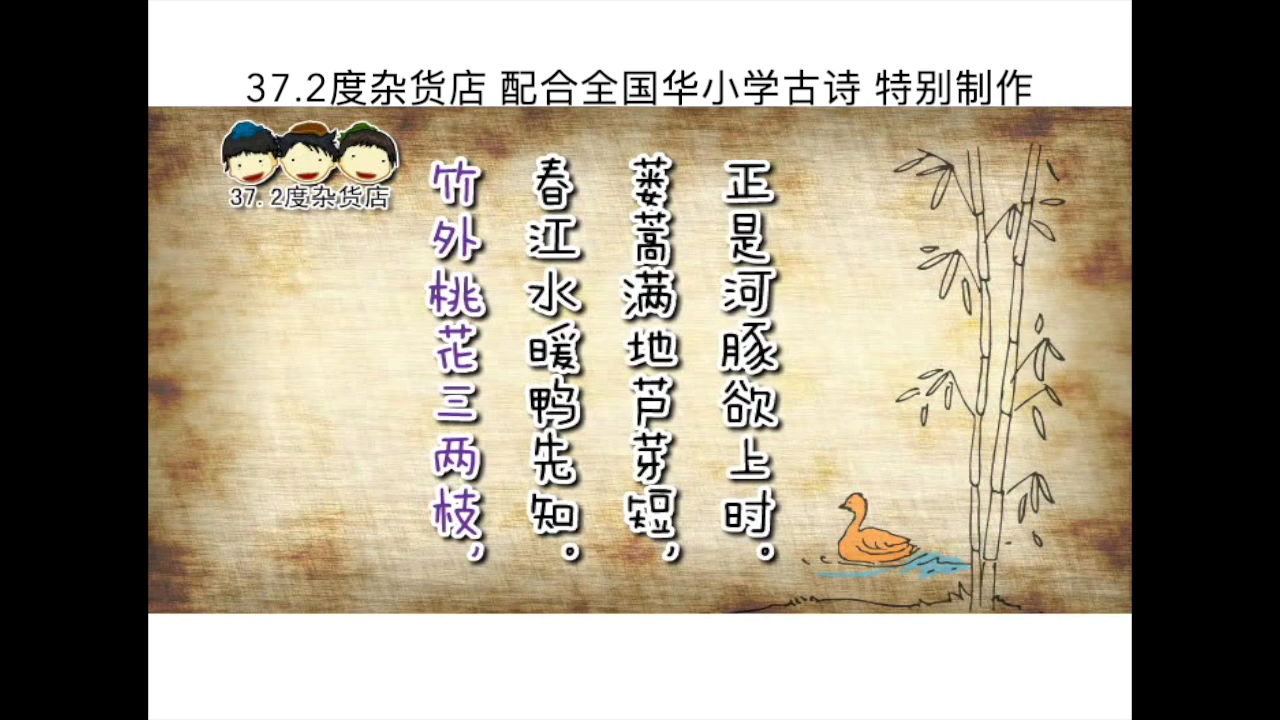 37.2度杂货店 配合全国华小学古诗 特别制作
37.2度杂货店
竹外桃花三两枝，
春江水暖鸭先知。
蒌蒿满地芦芽短，
正是河豚欲上时。